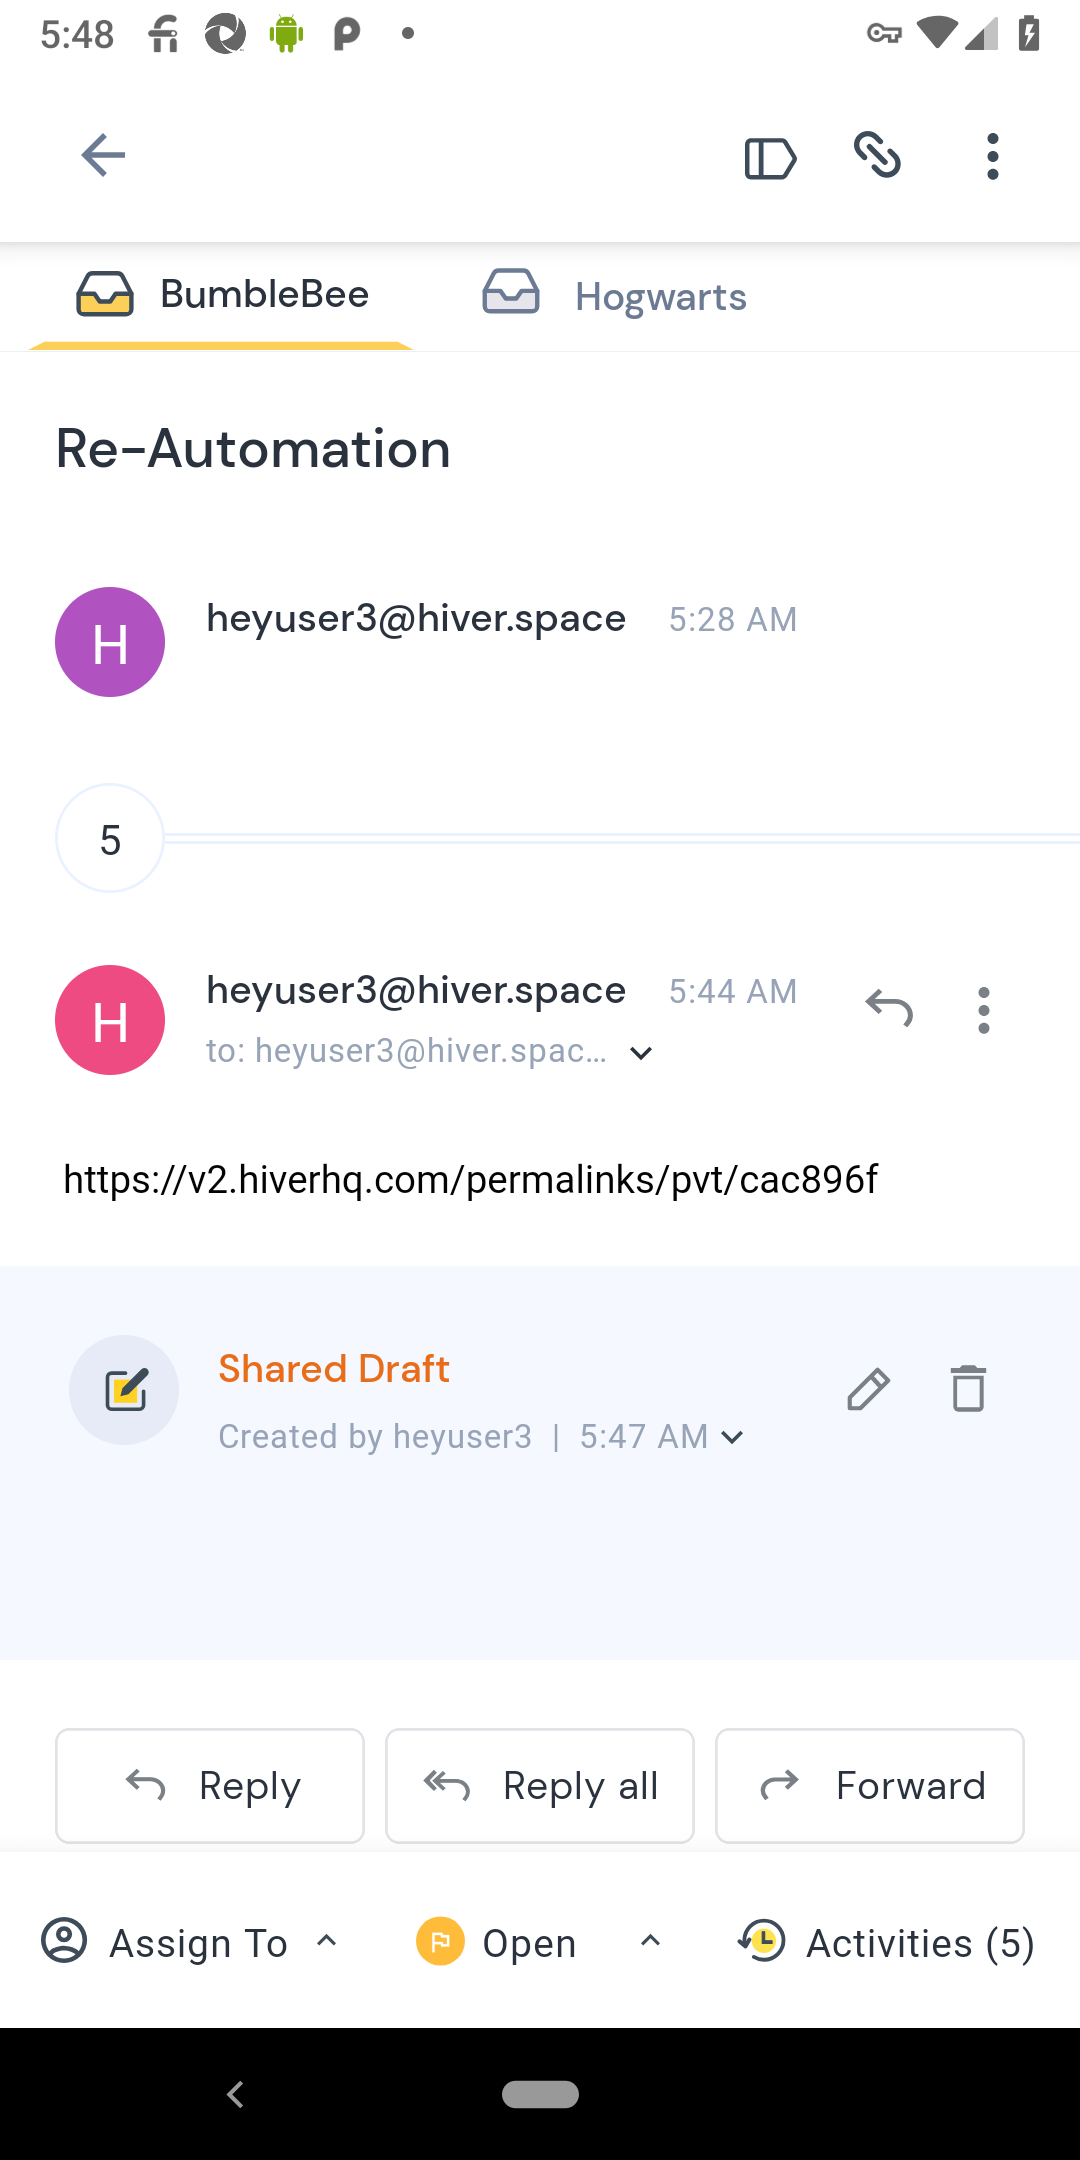 5:48
BumbleBee
Hogwarts
Re-Automation
H
heyuser3@hiver.space 5:28 AM
5
H
heyuser3@hiver.space 5:44 AM
to: heyuser3@hiver.spac...
https://v2.hiverhq.com/permalinks/pvt/cac896f
Shared Draft
Created by heyuser3 | 5:47 AM
Reply
Reply all
Forward
Assign To
Open
Activities (5)